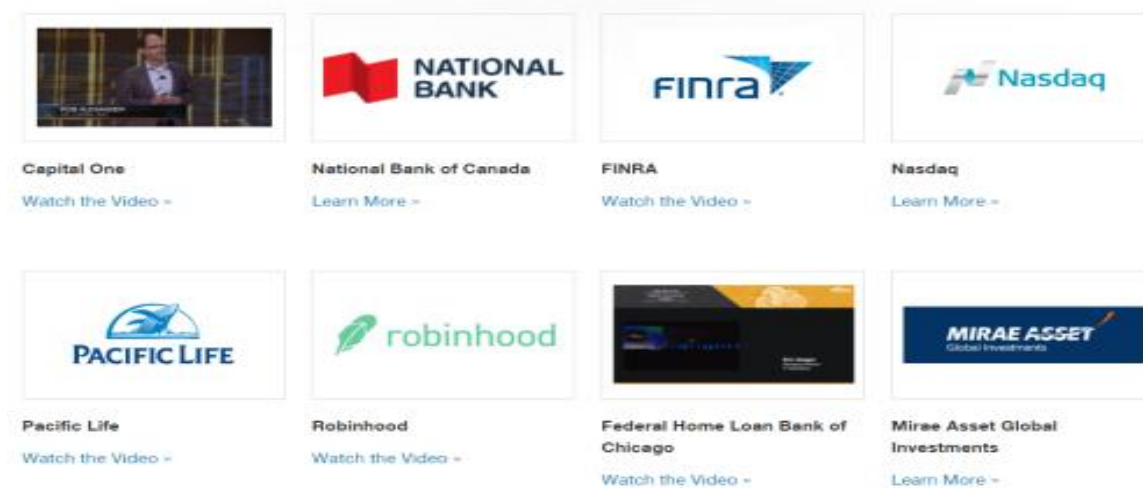 ROB ALEXANDER
NATIONAL
BANK
FINra
Nasdaq
Capital One
National Bank of Canada
FINRA
Nasdaq
Watch the Video »
Learn More »
Watch the Video »
Learn More »
PACIFIC LIFE
robinhood
MIRAE ASSET
Global Investments
Pacific Life
Robinhood
Federal Home Loan Bank of
Chicago
Mirae Asset Global
Investments
Watch the Video »
Watch the Video »
Watch the Video »
Learn More »